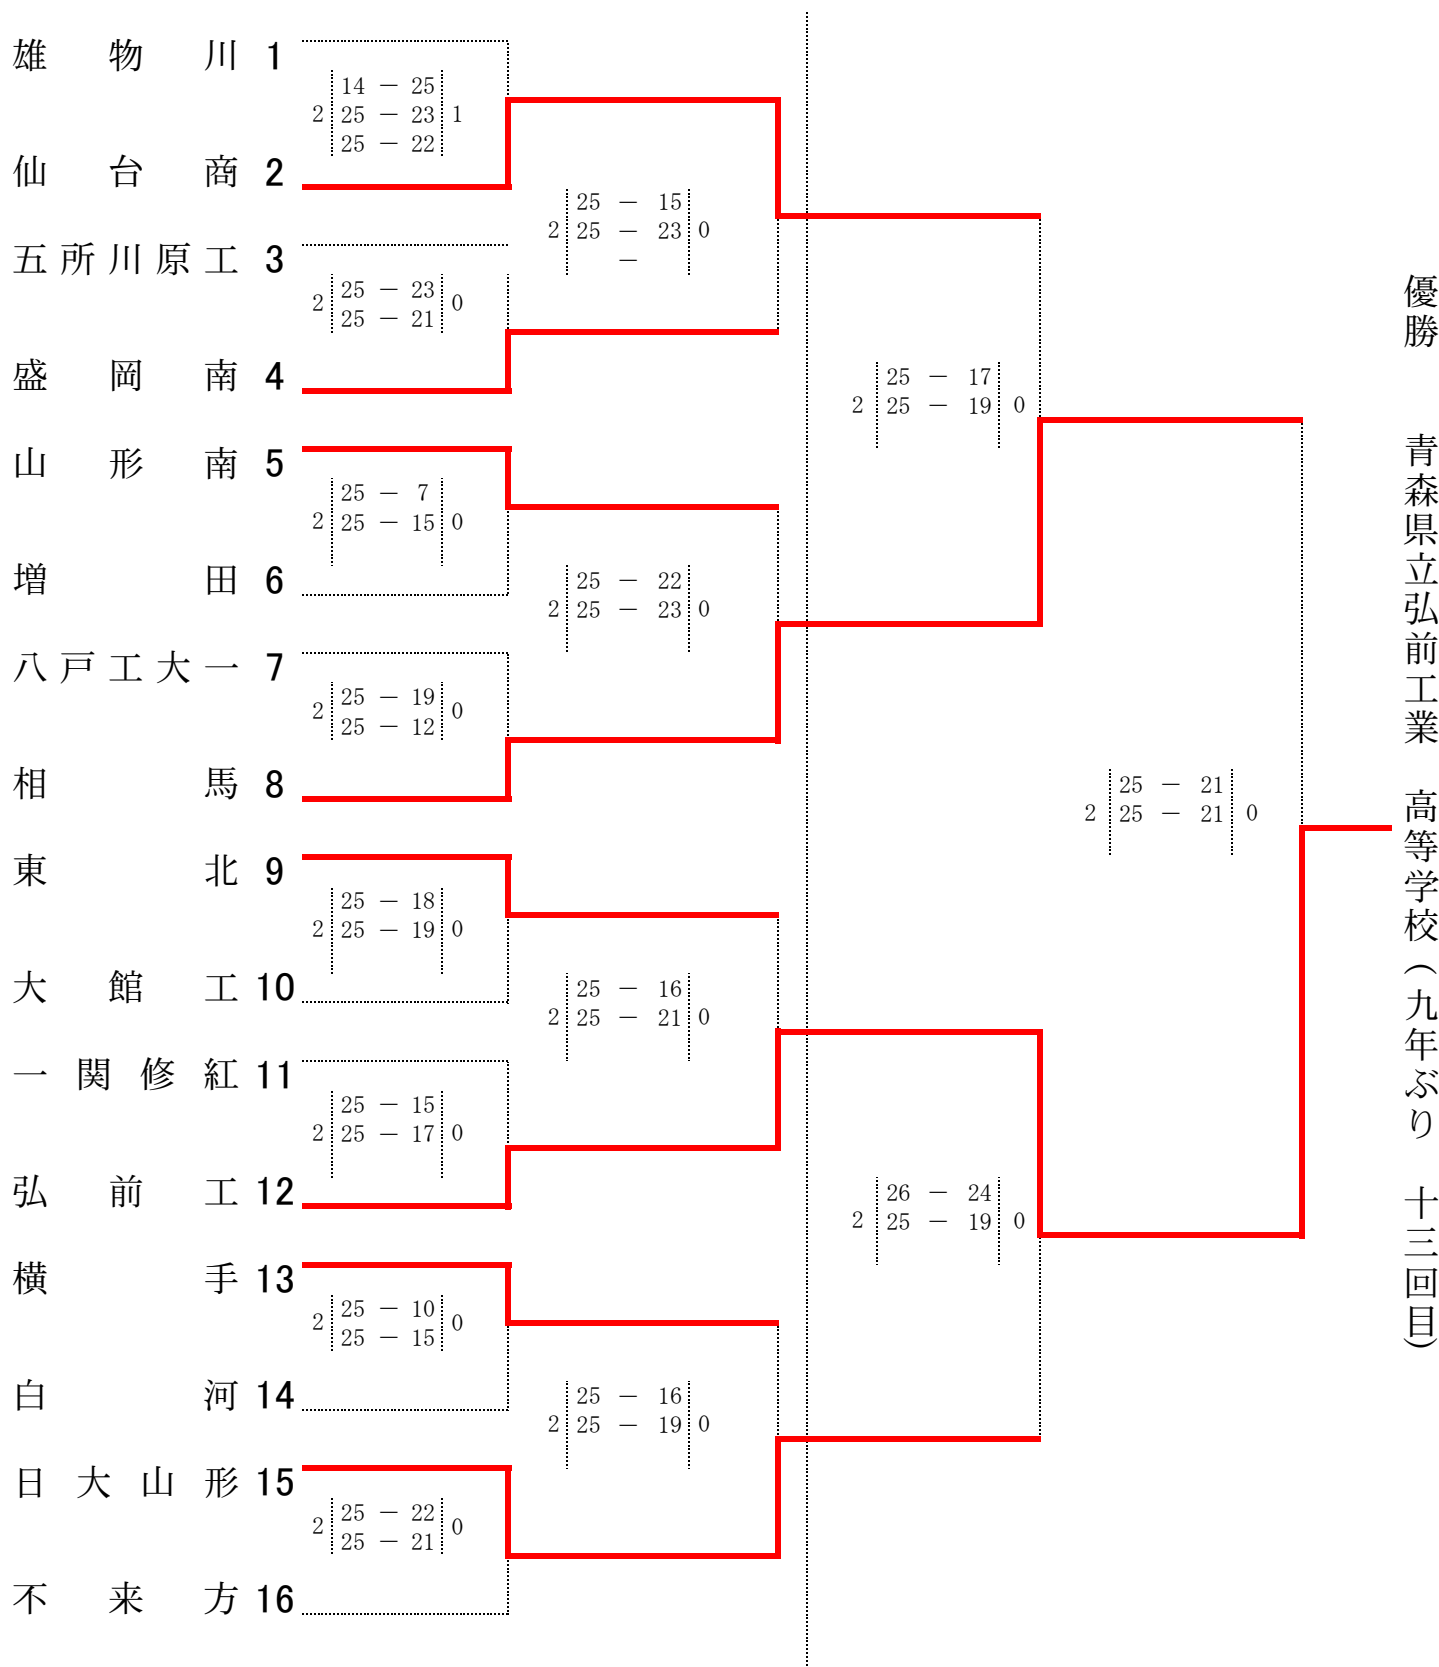 雄物川 1
14 － 25
2 25 － 23 1
25 － 22
仙台商 2
25 － 15
2 25 － 23 0
－
五所川原工 3
25 － 23
2 25 － 21 0
盛岡南 4
25 － 17
2 25 － 19 0
山形南 5
25 － 7
2 25 － 15 0
増田 6
25 － 22
2 25 － 23 0
八戸工大一 7
25 － 19
2 25 － 12 0
相馬 8
25 － 21
2 25 － 21 0
東北 9
25 － 18
2 25 － 19 0
大館工 10
25 － 16
2 25 － 21 0
一関修紅 11
25 － 15
2 25 － 17 0
弘前工 12
26 － 24
2 25 － 19 0
横手 13
25 － 10
2 25 － 15 0
白河 14
25 － 16
2 25 － 19 0
日大山形 15
25 － 22
2 25 － 21 0
不来方 16
優勝 青森県立弘前工業 高等学校（九年ぶり 十三回目）